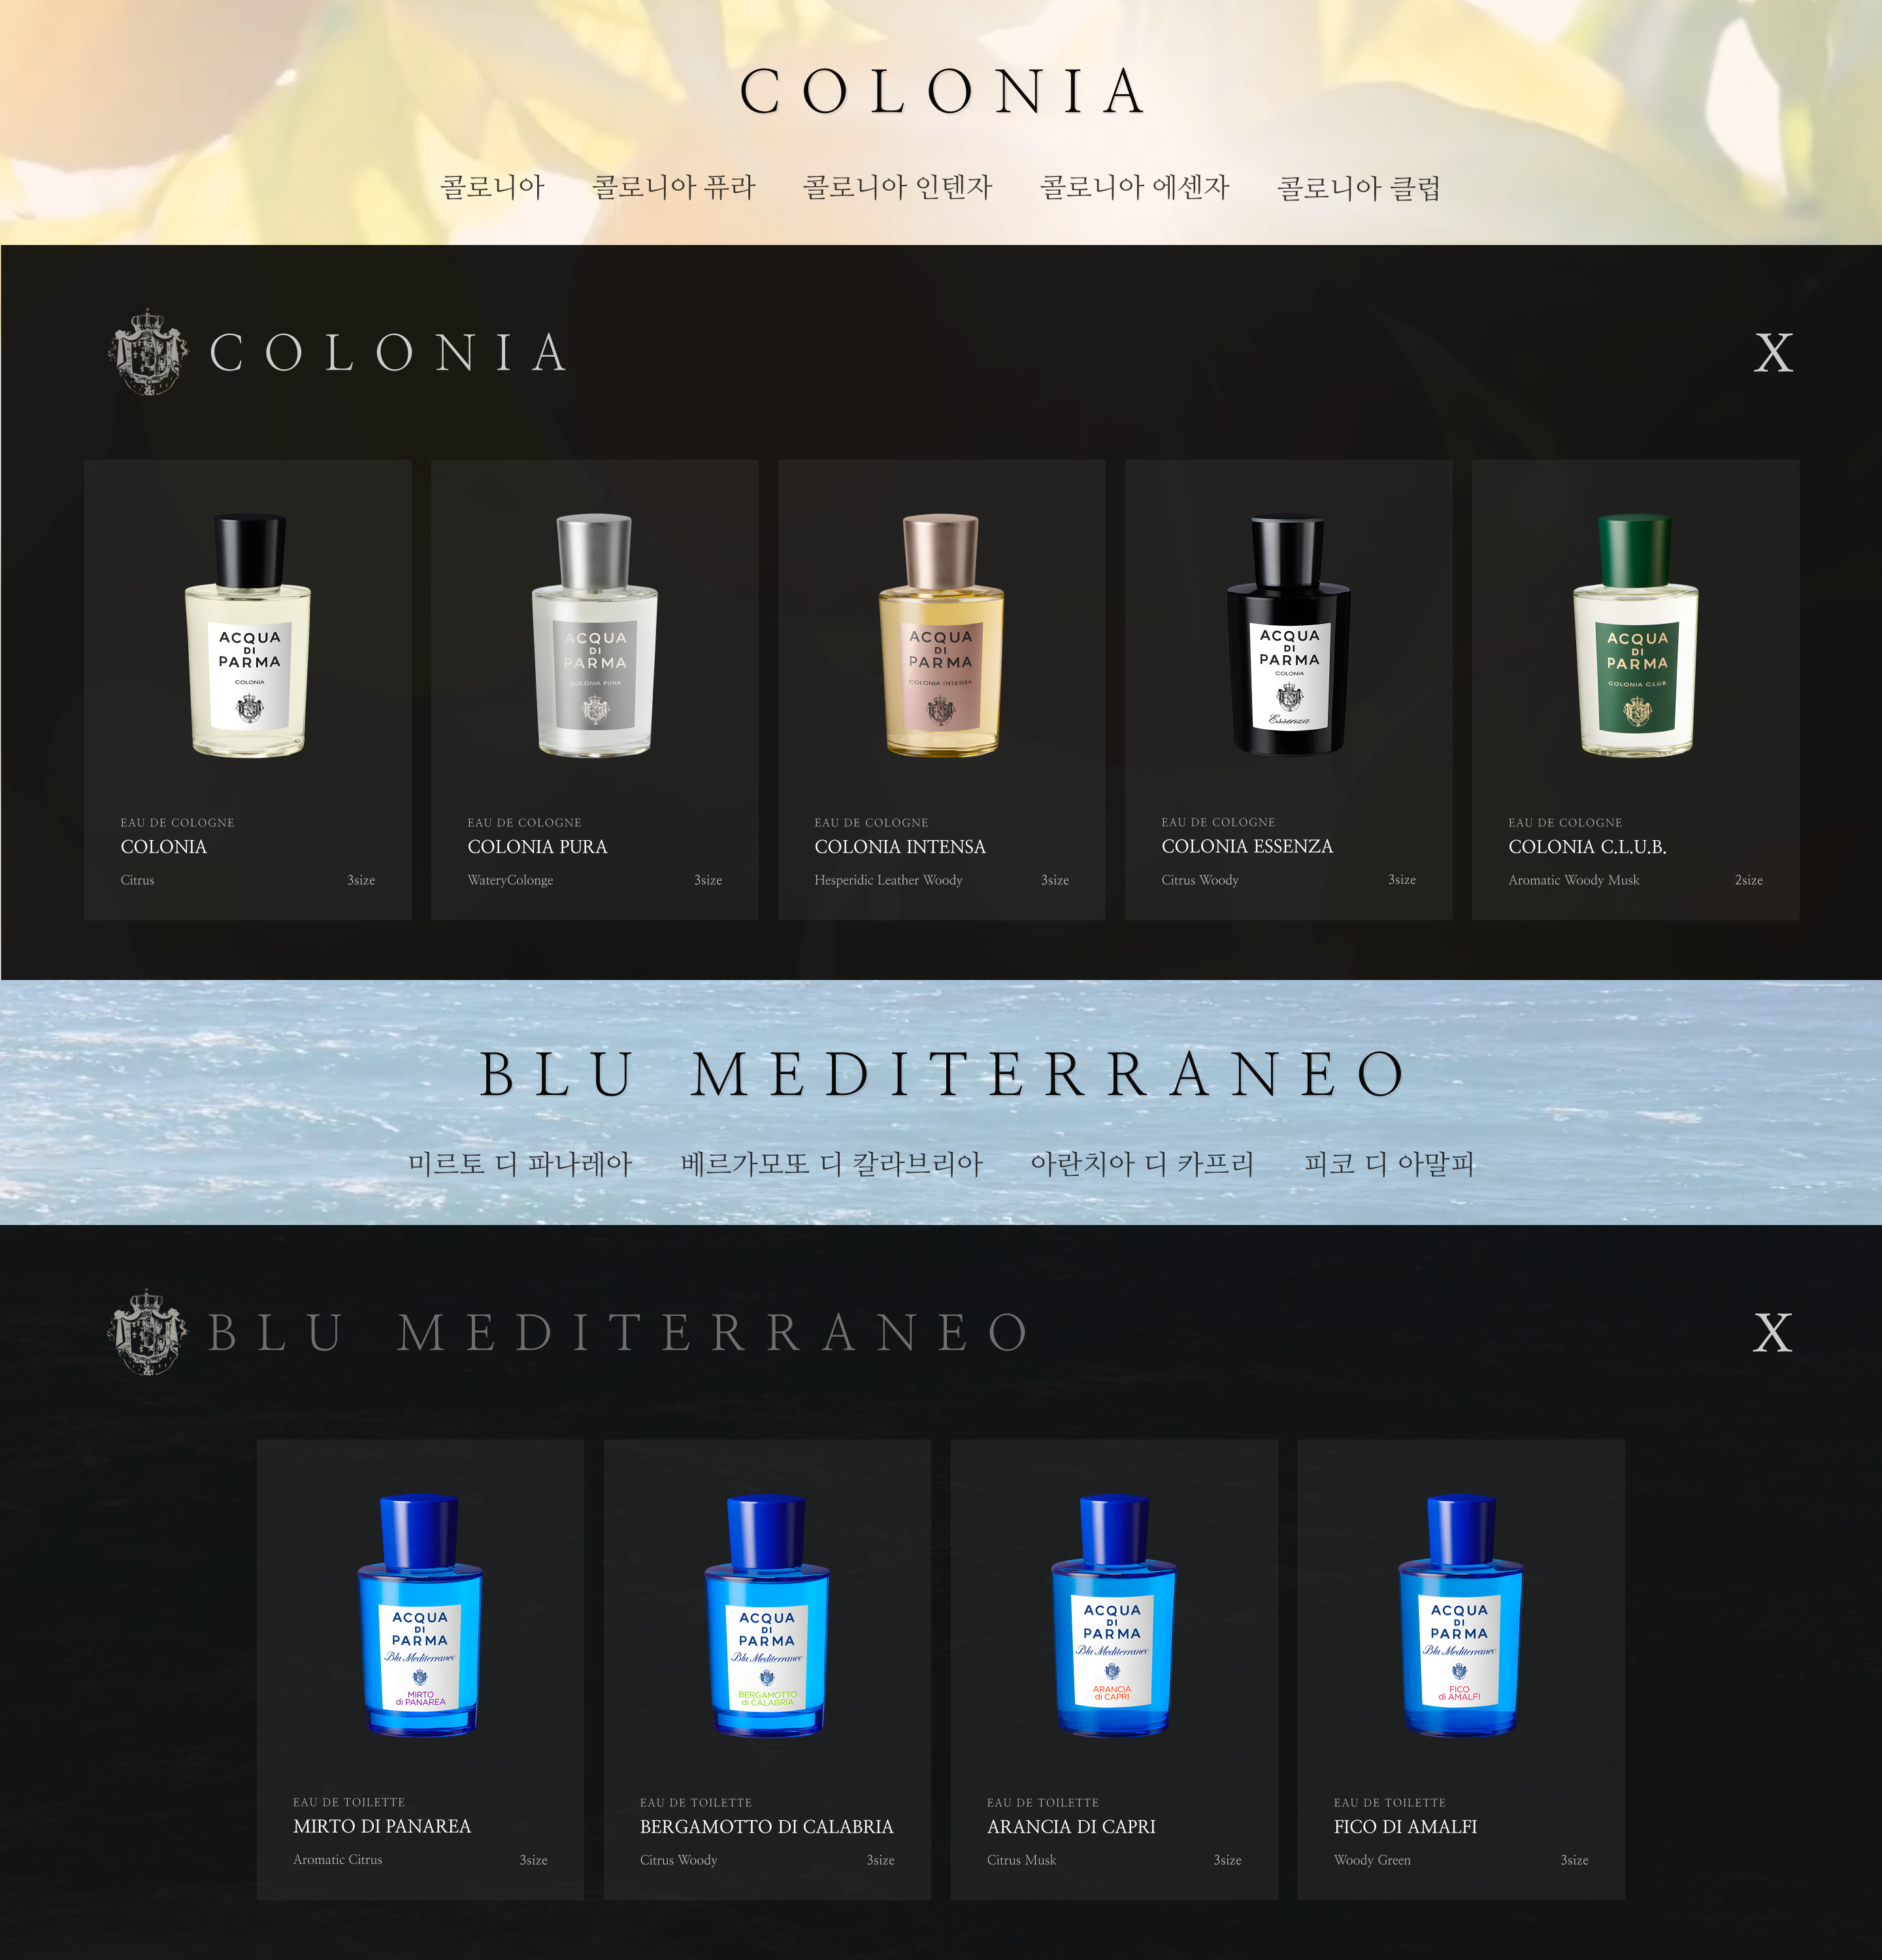 COLONIA
콜로니아 콜로니아 퓨라 콜로니아 인텐자 콜로니아 에센자 콜로니아 클럽
COLONIA X
ACQUA
DI
PARMA
COLONIA
ACQUA
DI
PARMA
COLONIA PURA
ACQUA
DI
PARMA
COLONIA INTENSA
ACQUA
DI
PARMA
COLONIA
Essenza
ACQUA
DI
PARMA
COLONIA C.L.U.B.
EAU DE COLOGNE
COLONIA
Citrus 3size
EAU DE COLOGNE
COLONIA PURA
WateryColonge 3size
EAU DE COLOGNE
COLONIA INTENSA
Hesperidic Leather Woody 3size
EAU DE COLOGNE
COLONIA ESSENZA
Citrus Woody 3size
EAU DE COLOGNE
COLONIA C.L.U.B.
Aromatic Woody Musk 2size
BLU MEDITERRANEO
미르토 디 파나레아 베르가모또 디 칼라브리아 아란치아 디 카프리 피코 디 아말피
BLU MEDITERRANEO X
ACQUA
DI
PARMA
Blu Mediterraneo
MIRTO
di PANAREA
ACQUA
DI
PARMA
Blu Mediterraneo
BERGAMOTTO
di CALABRIA
ACQUA
DI
PARMA
Blu Mediterraneo
ARANCIA
di CAPRI
ACQUA
DI
PARMA
Blu Mediterraneo
FICO
di AMALFI
EAU DE TOILETTE
MIRTO DI PANAREA
Aromatic Citrus 3size
EAU DE TOILETTE
BERGAMOTTO DI CALABRIA
Citrus Woody 3size
EAU DE TOILETTE
ARANCIA DI CAPRI
Citrus Musk 3size
EAU DE TOILETTE
FICO DI AMALFI
Woody Green 3size